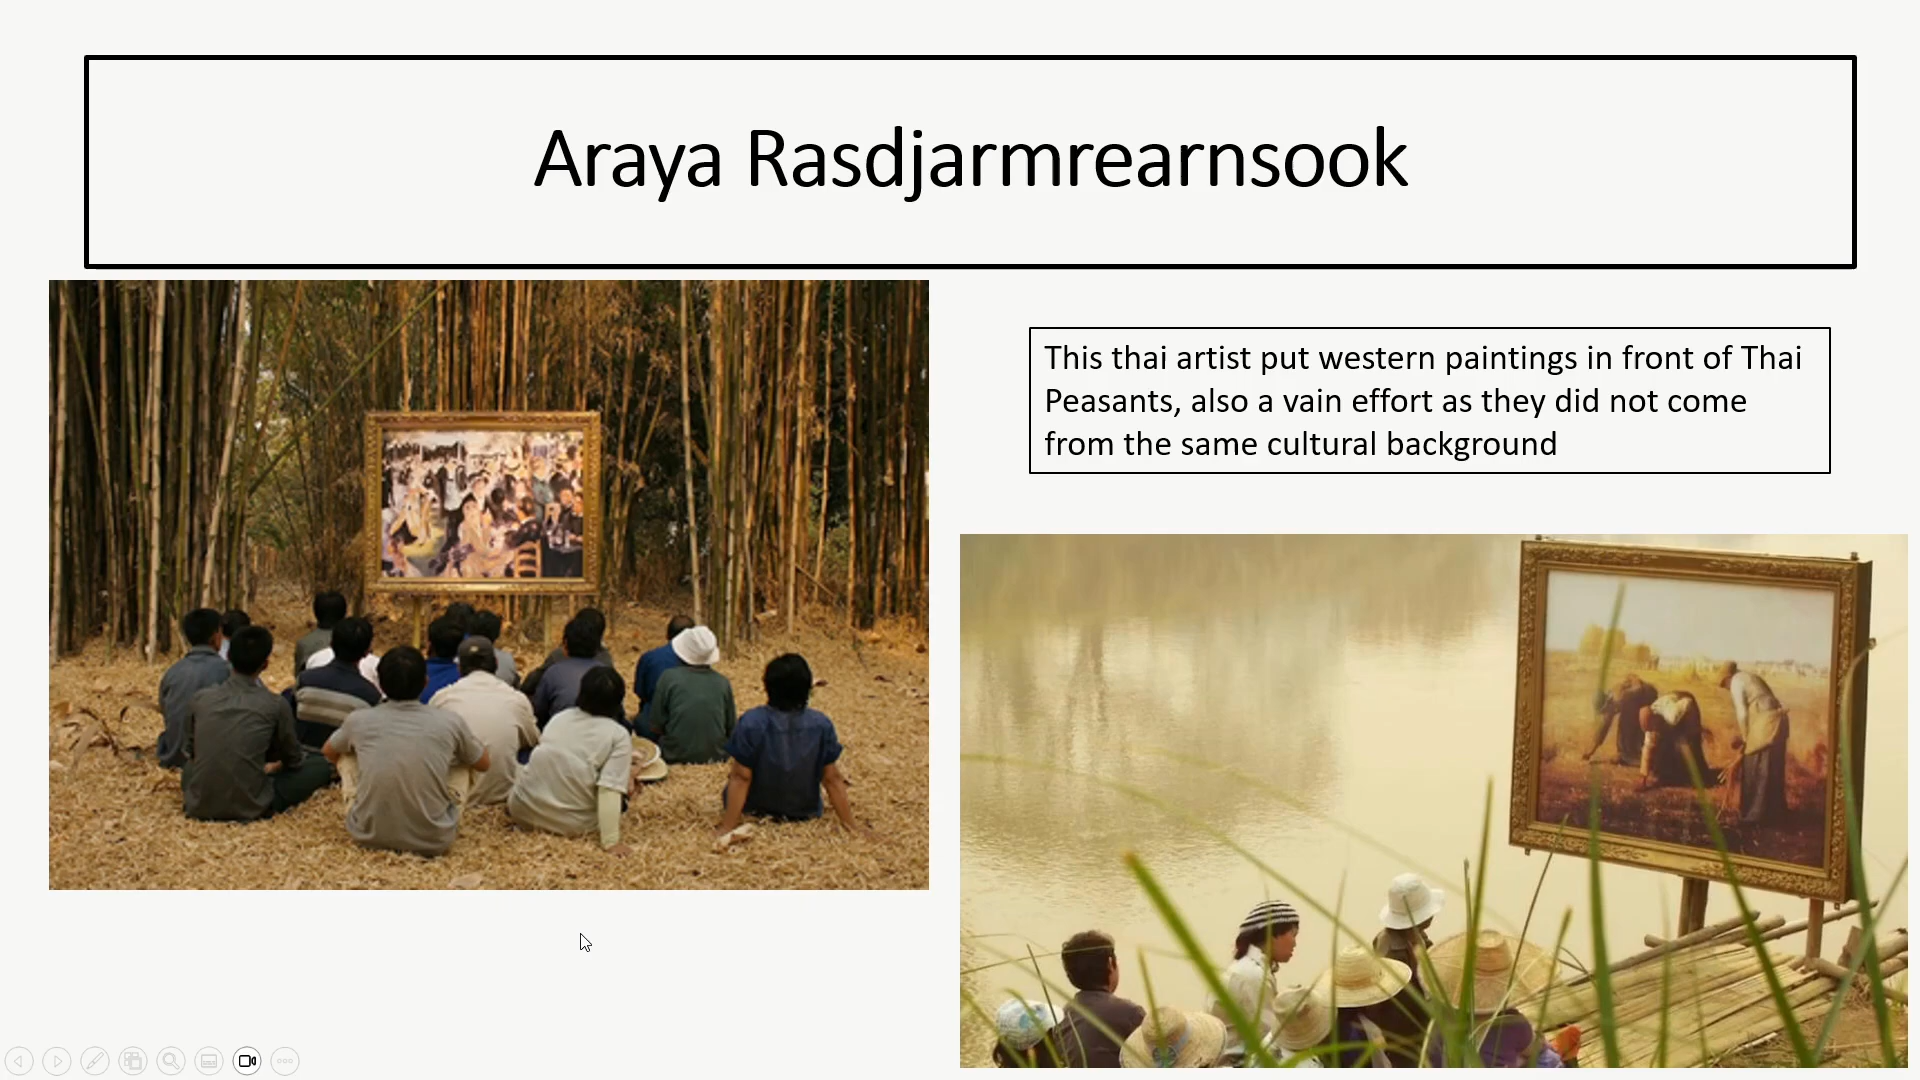 Araya Rasdjarmrearnsook
This thai artist put western paintings in front of Thai
Peasants, also a vain effort as they did not come
from the same cultural background